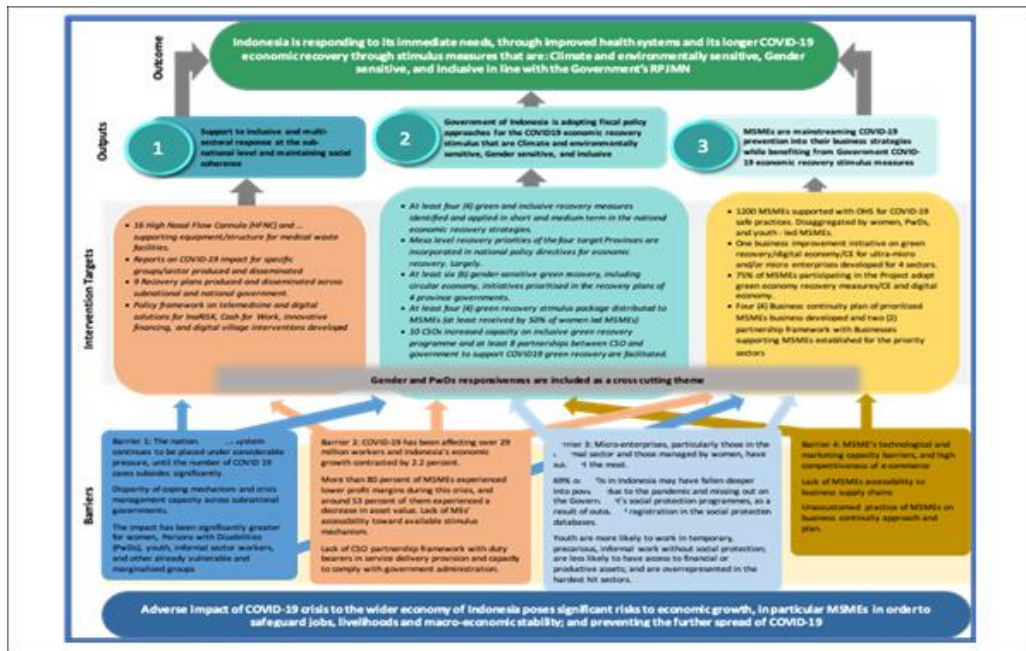 Outcome
Indonesia is responding to its immediate needs, through improved health systems and its longer COVID-19
economic recovery through stimulus measures that are: Climate and environmentally sensitive, Gender
sensitive, and Inclusive in line with the Government's RPJMN
Outputs
1
Support to inclusive and multi-
sectoral response at the sub-
national level and maintaining social
coherence
2
Government of Indonesia is adopting fiscal policy
approaches for the COVID19 economic recovery
stimulus that are Climate and environmentally
sensitive, Gender sensitive, and inclusive
3
MSMEs are mainstreaming COVID-19
prevention into their business strategies
while benefiting from Government COVID-
19 economic recovery stimulus measures
Intervention Targets
• 16 High Nasal Flow Cannula (HFNC) and ...
supporting equipment/structure for medical waste
facilities.
• Reports on COVID-19 impact for specific
groups/sector produced and disseminated
• 9 Recovery plans produced and disseminated across
subnational and national government.
• Policy framework on telemedicine and digital
solutions for InaRISK, Cash for Work, innovative
financing, and digital village interventions developed
• At least four (4) green and inclusive recovery measures
identified and applied in short and medium term in the national
economic recovery strategies.
• Meso level recovery priorities of the four target Provinces are
incorporated in national policy directives for economic
recovery. Largely.
• At least six (6) gender-sensitive green recovery, including
circular economy, initiatives prioritised in the recovery plans of
4 province governments.
• At least four (4) green recovery stimulus package distributed to
MSMEs (at least received by 50% of women led MSMEs)
• 10 CSOs increased capacity on inclusive green recovery
programme and at least 8 partnerships between CSO and
government to support COVID19 green recovery are facilitated.
• 1200 MSMEs supported with OHS for COVID-19
safe practices. Disaggregated by women, PwDs,
and youth - led MSMEs.
• One business improvement initiative on green
recovery/digital economy/CE for ultra-micro
and/or micro enterprises developed for 4 sectors.
• 75% of MSMEs participating in the Project adopt
green economy recovery measures/CE and digital
economy.
• Four (4) Business continuity plan of prioritized
MSMEs business developed and two (2)
partnership framework with Businesses
supporting MSMEs established for the priority
sectors
Gender and PwDs responsiveness are included as a cross cutting theme
Barriers
Barrier 1: The nation system
continues to be placed under considerable
pressure, until the number of COVID 19
cases subsides significantly.
Disparity of coping mechanism and crisis
management capacity across subnational
governments.
The impact has been significantly greater
for women, Persons with Disabilities
(PwDs), youth, informal sector workers,
and other already vulnerable and
marginalised groups
Barrier 2: COVID-19 has been affecting over 29
million workers and Indonesia's economic
growth contracted by 2.2 percent.
More than 80 percent of MSMEs experienced
lower profit margins during this crisis, and
around 53 percent of them experienced a
decrease in asset value. Lack of MEs'
accessibility toward available stimulus
mechanism.
Lack of CSO partnership framework with duty
bearers in service delivery provision and capacity
to comply with government administration.
3: Micro-enterprises, particularly those in the
sector and those managed by women, have
the most.
in Indonesia may have fallen deeper
into due to the pandemic and missing out on
the social protection programmes, as a
result of registration in the social protection
databases.
Youth are more likely to work in temporary,
precarious, informal work without social protection;
are less likely to have access to financial or
productive assets; and are overrepresented in the
hardest hit sectors.
Barrier 4: MSME's technological and
marketing capacity barriers, and high
competitiveness of e-commerce
Lack of MSMEs accessibility to
business supply chains
Unaccustomed practice of MSMEs on
business continuity approach and
plan.
Adverse Impact of COVID-19 crisis to the wider economy of Indonesia poses significant risks to economic growth, in particular MSMEs in order to
safeguard jobs, livelihoods and macro-economic stability; and preventing the further spread of COVID-19